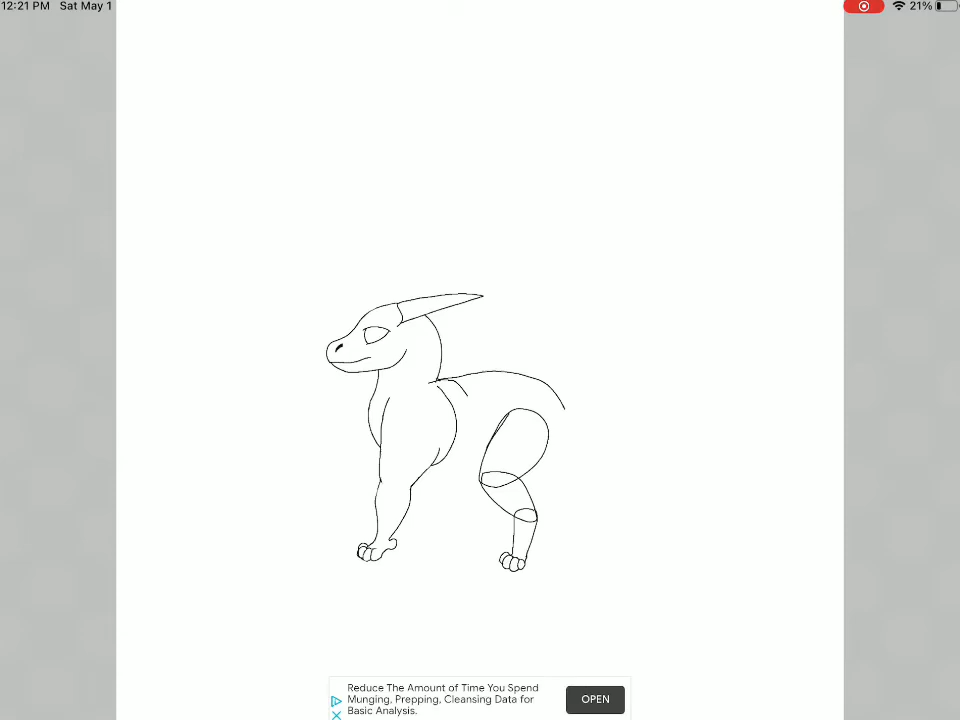 12:21 PM Sat May 1
21%
Reduce The Amount of Time You Spend
Munging, Prepping, Cleansing Data for
Basic Analysis.
OPEN